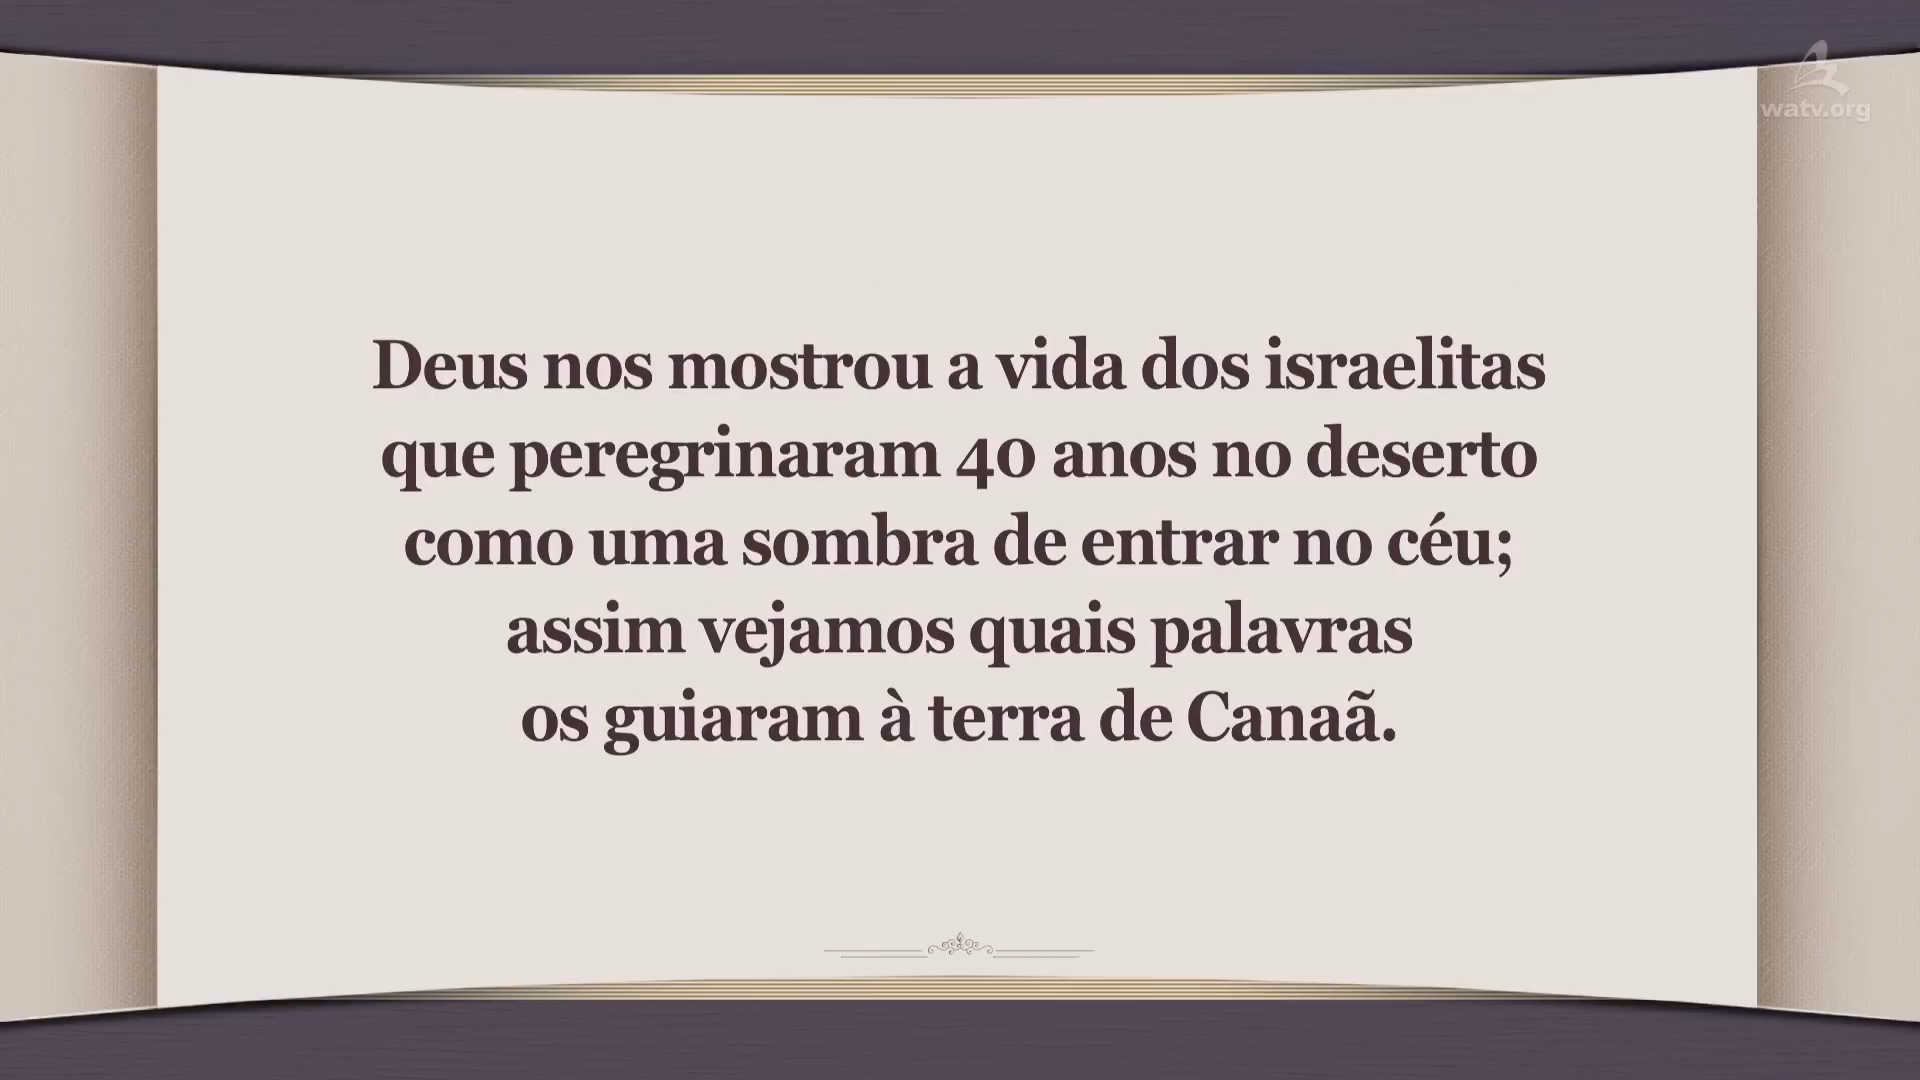 watv.org
Deus nos mostrou a vida dos israelitas
que peregrinaram 40 anos no deserto
como uma sombra de entrar no céu;
assim vejamos quais palavras
os guiaram à terra de Canaã.